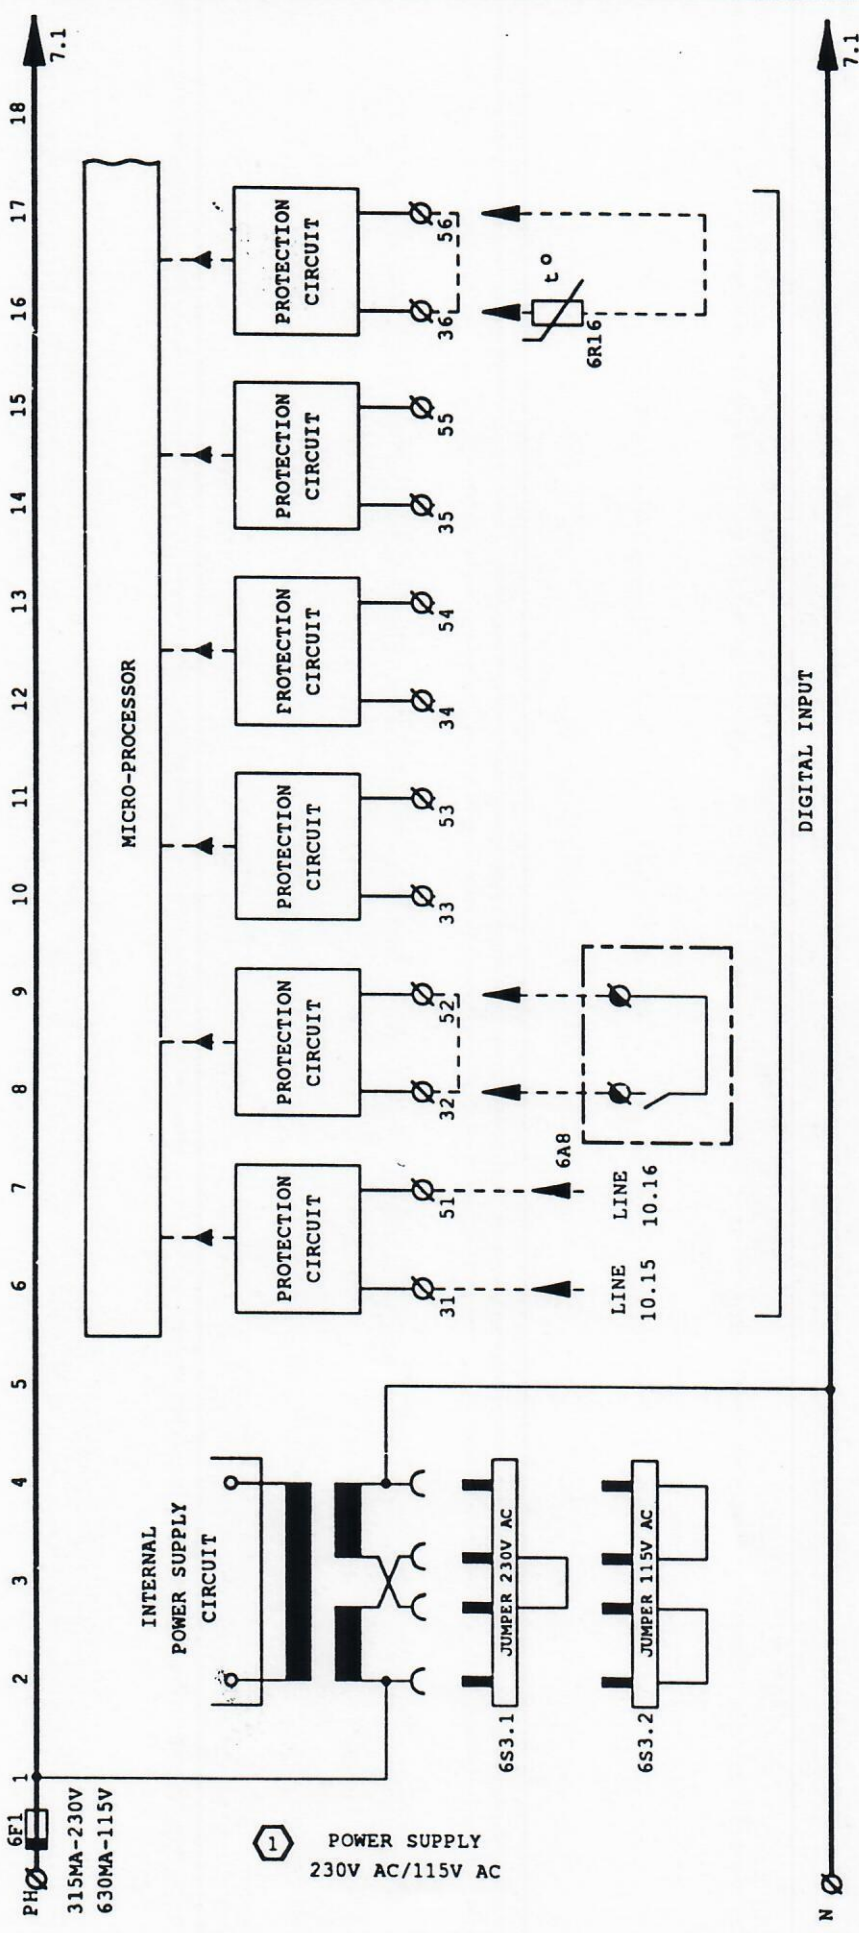 PH
6F1
1
2
3
4
5
6
7
8
9
10
11
12
13
14
15
16
17
18
7.1
315MA-230V
630MA-115V
MICRO-PROCESSOR
INTERNAL
POWER SUPPLY
CIRCUIT
PROTECTION
CIRCUIT
PROTECTION
CIRCUIT
PROTECTION
CIRCUIT
PROTECTION
CIRCUIT
PROTECTION
CIRCUIT
PROTECTION
CIRCUIT
31
51
32
52
33
53
34
54
35
55
36
56
1
POWER SUPPLY
230V AC/115V AC
6S3.1
JUMPER 230V AC
6S3.2
JUMPER 115V AC
LINE
10.15
LINE
10.16
6A8
6R16
t°
DIGITAL INPUT
N
7.1